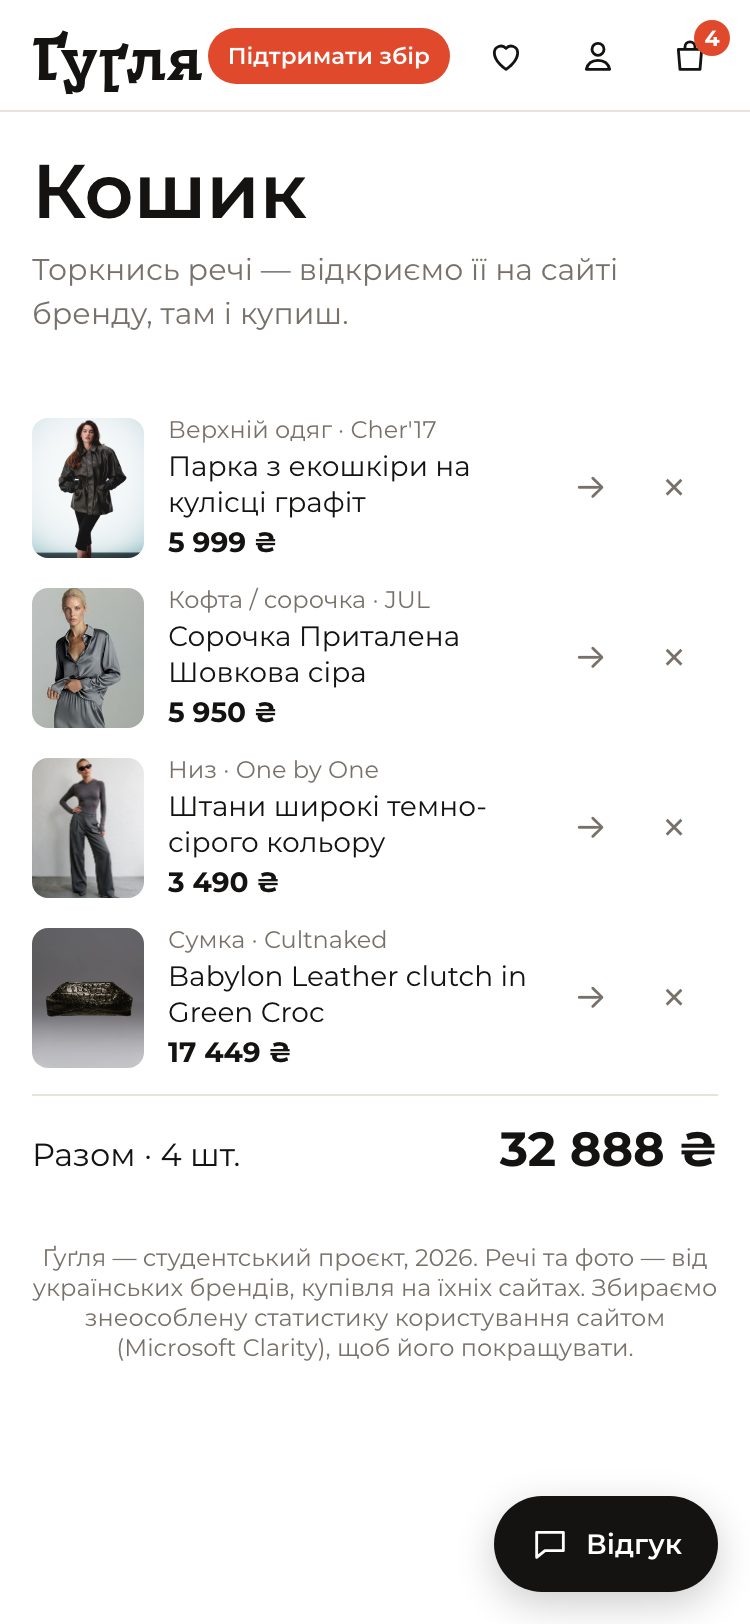 Ґуґля
Підтримати збір
4
Кошик
Торкнись речі — відкриємо її на сайті
бренду, там і купиш.
Верхній одяг · Cher'17
Парка з екошкіри на
кулісці графіт
5 999 ₴
Кофта / сорочка · JUL
Сорочка Приталена
Шовкова сіра
5 950 ₴
Низ · One by One
Штани широкі темно-
сірого кольору
3 490 ₴
Сумка · Cultnaked
Babylon Leather clutch in
Green Croc
17 449 ₴
Разом · 4 шт.
32 888 ₴
Ґуґля — студентський проєкт, 2026. Речі та фото — від
українських брендів, купівля на їхніх сайтах. Збираємо
знеособлену статистику користування сайтом
(Microsoft Clarity), щоб його покращувати.
Відгук